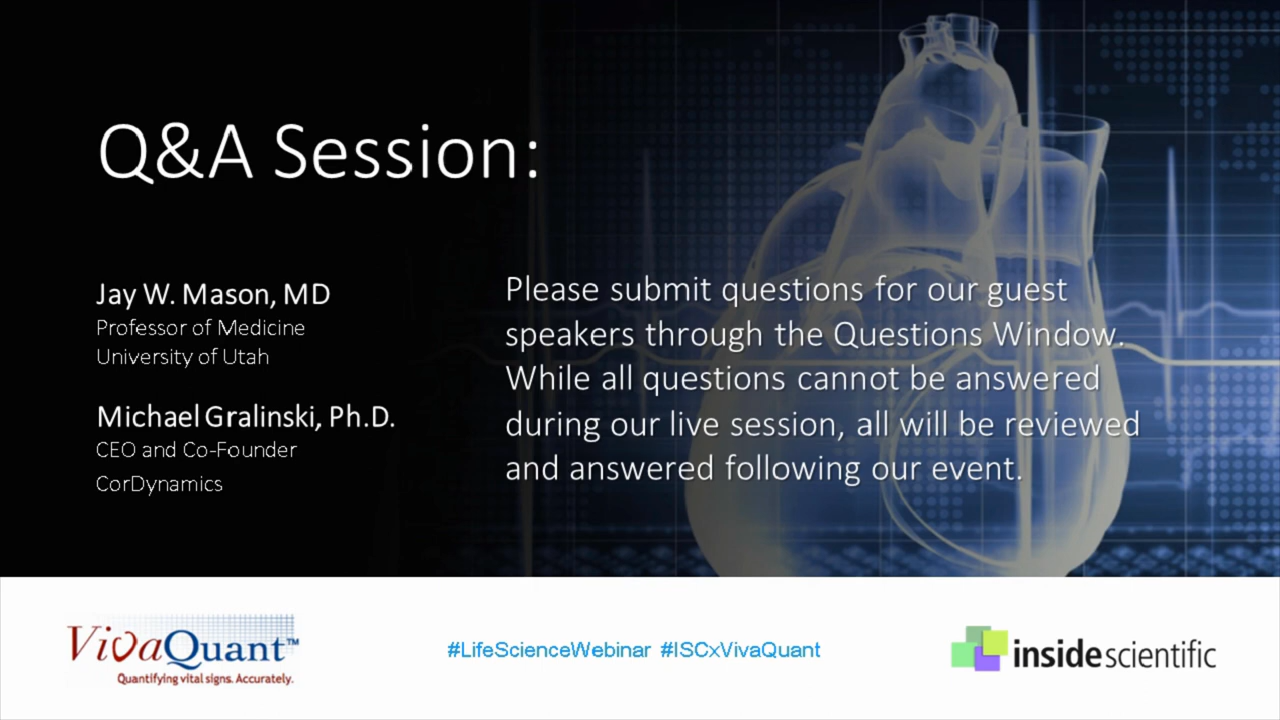 Q&A Session:
Jay W. Mason, MD
Professor of Medicine
University of Utah
Michael Gralinski, Ph.D.
CEO and Co-Founder
CorDynamics
Please submit questions for our guest
speakers through the Questions Window.
While all questions cannot be answered
during our live session, all will be reviewed
and answered following our event.
VivaQuant™
Quantifying vital signs. Accurately.
#LifeScienceWebinar #ISCxVivaQuant
insidescientific